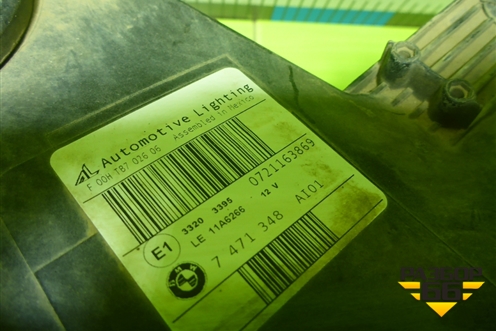 Automotive Lighting
F 00H TB7 026 06 Assembled in Mexico
3320 3395 0721163869
E1
LE 11A6266 12 V
7 471 348 AI01
BMW